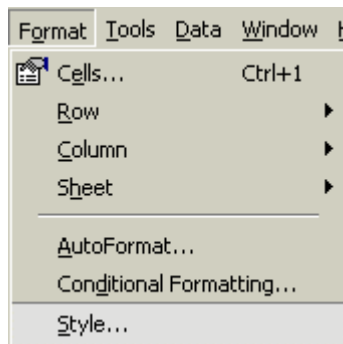 Format Tools Data Window
Cells... Ctrl+1
Row
Column
Sheet
AutoFormat...
Conditional Formatting...
Style...